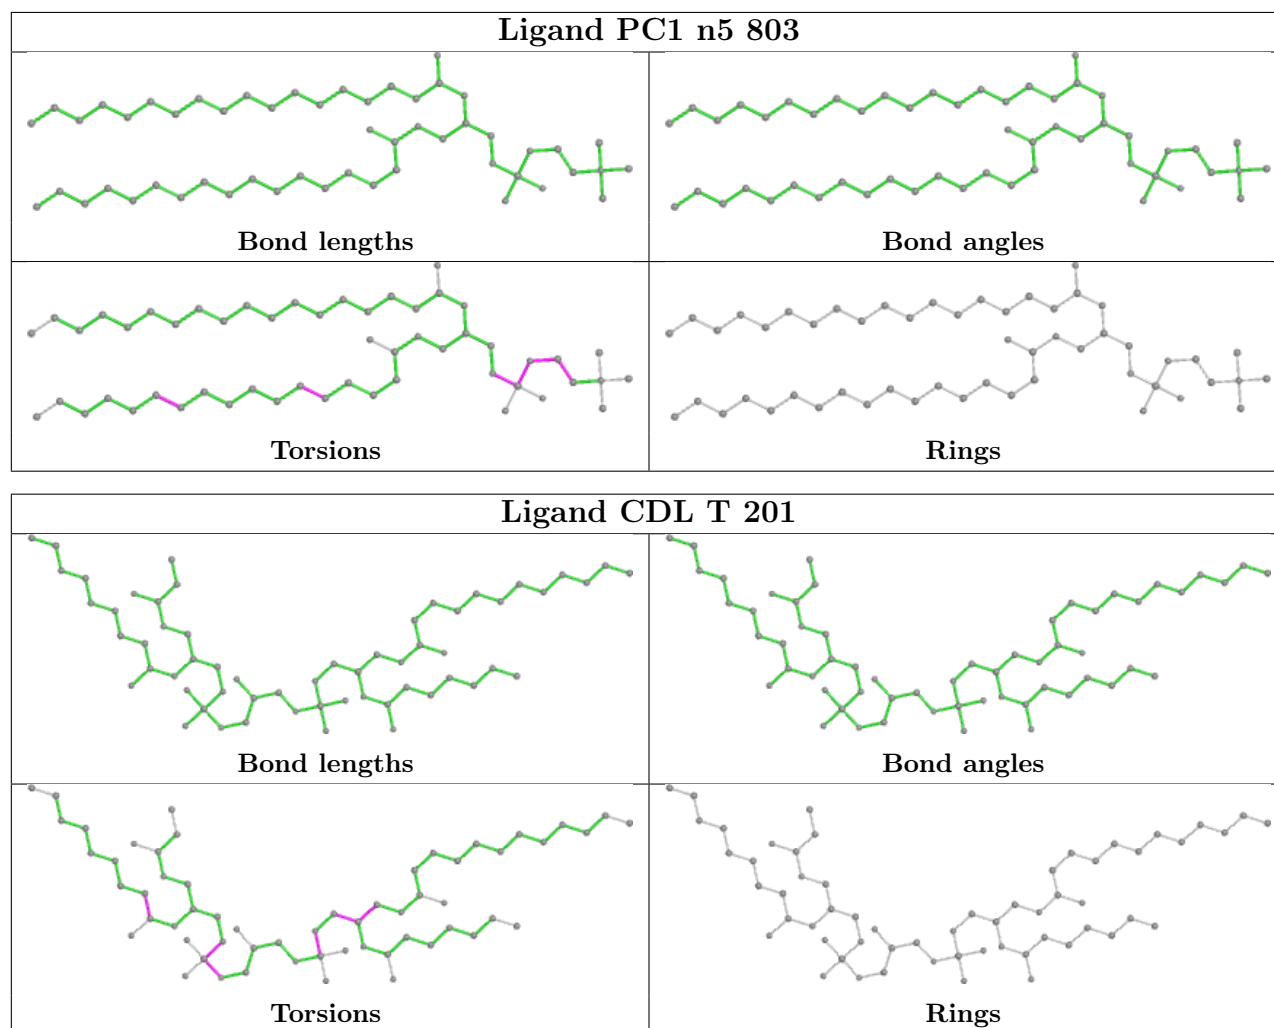 Ligand PC1 n5 803
Bond lengths
Bond angles
Torsions
Rings
Ligand CDL T 201
Bond lengths
Bond angles
Torsions
Rings